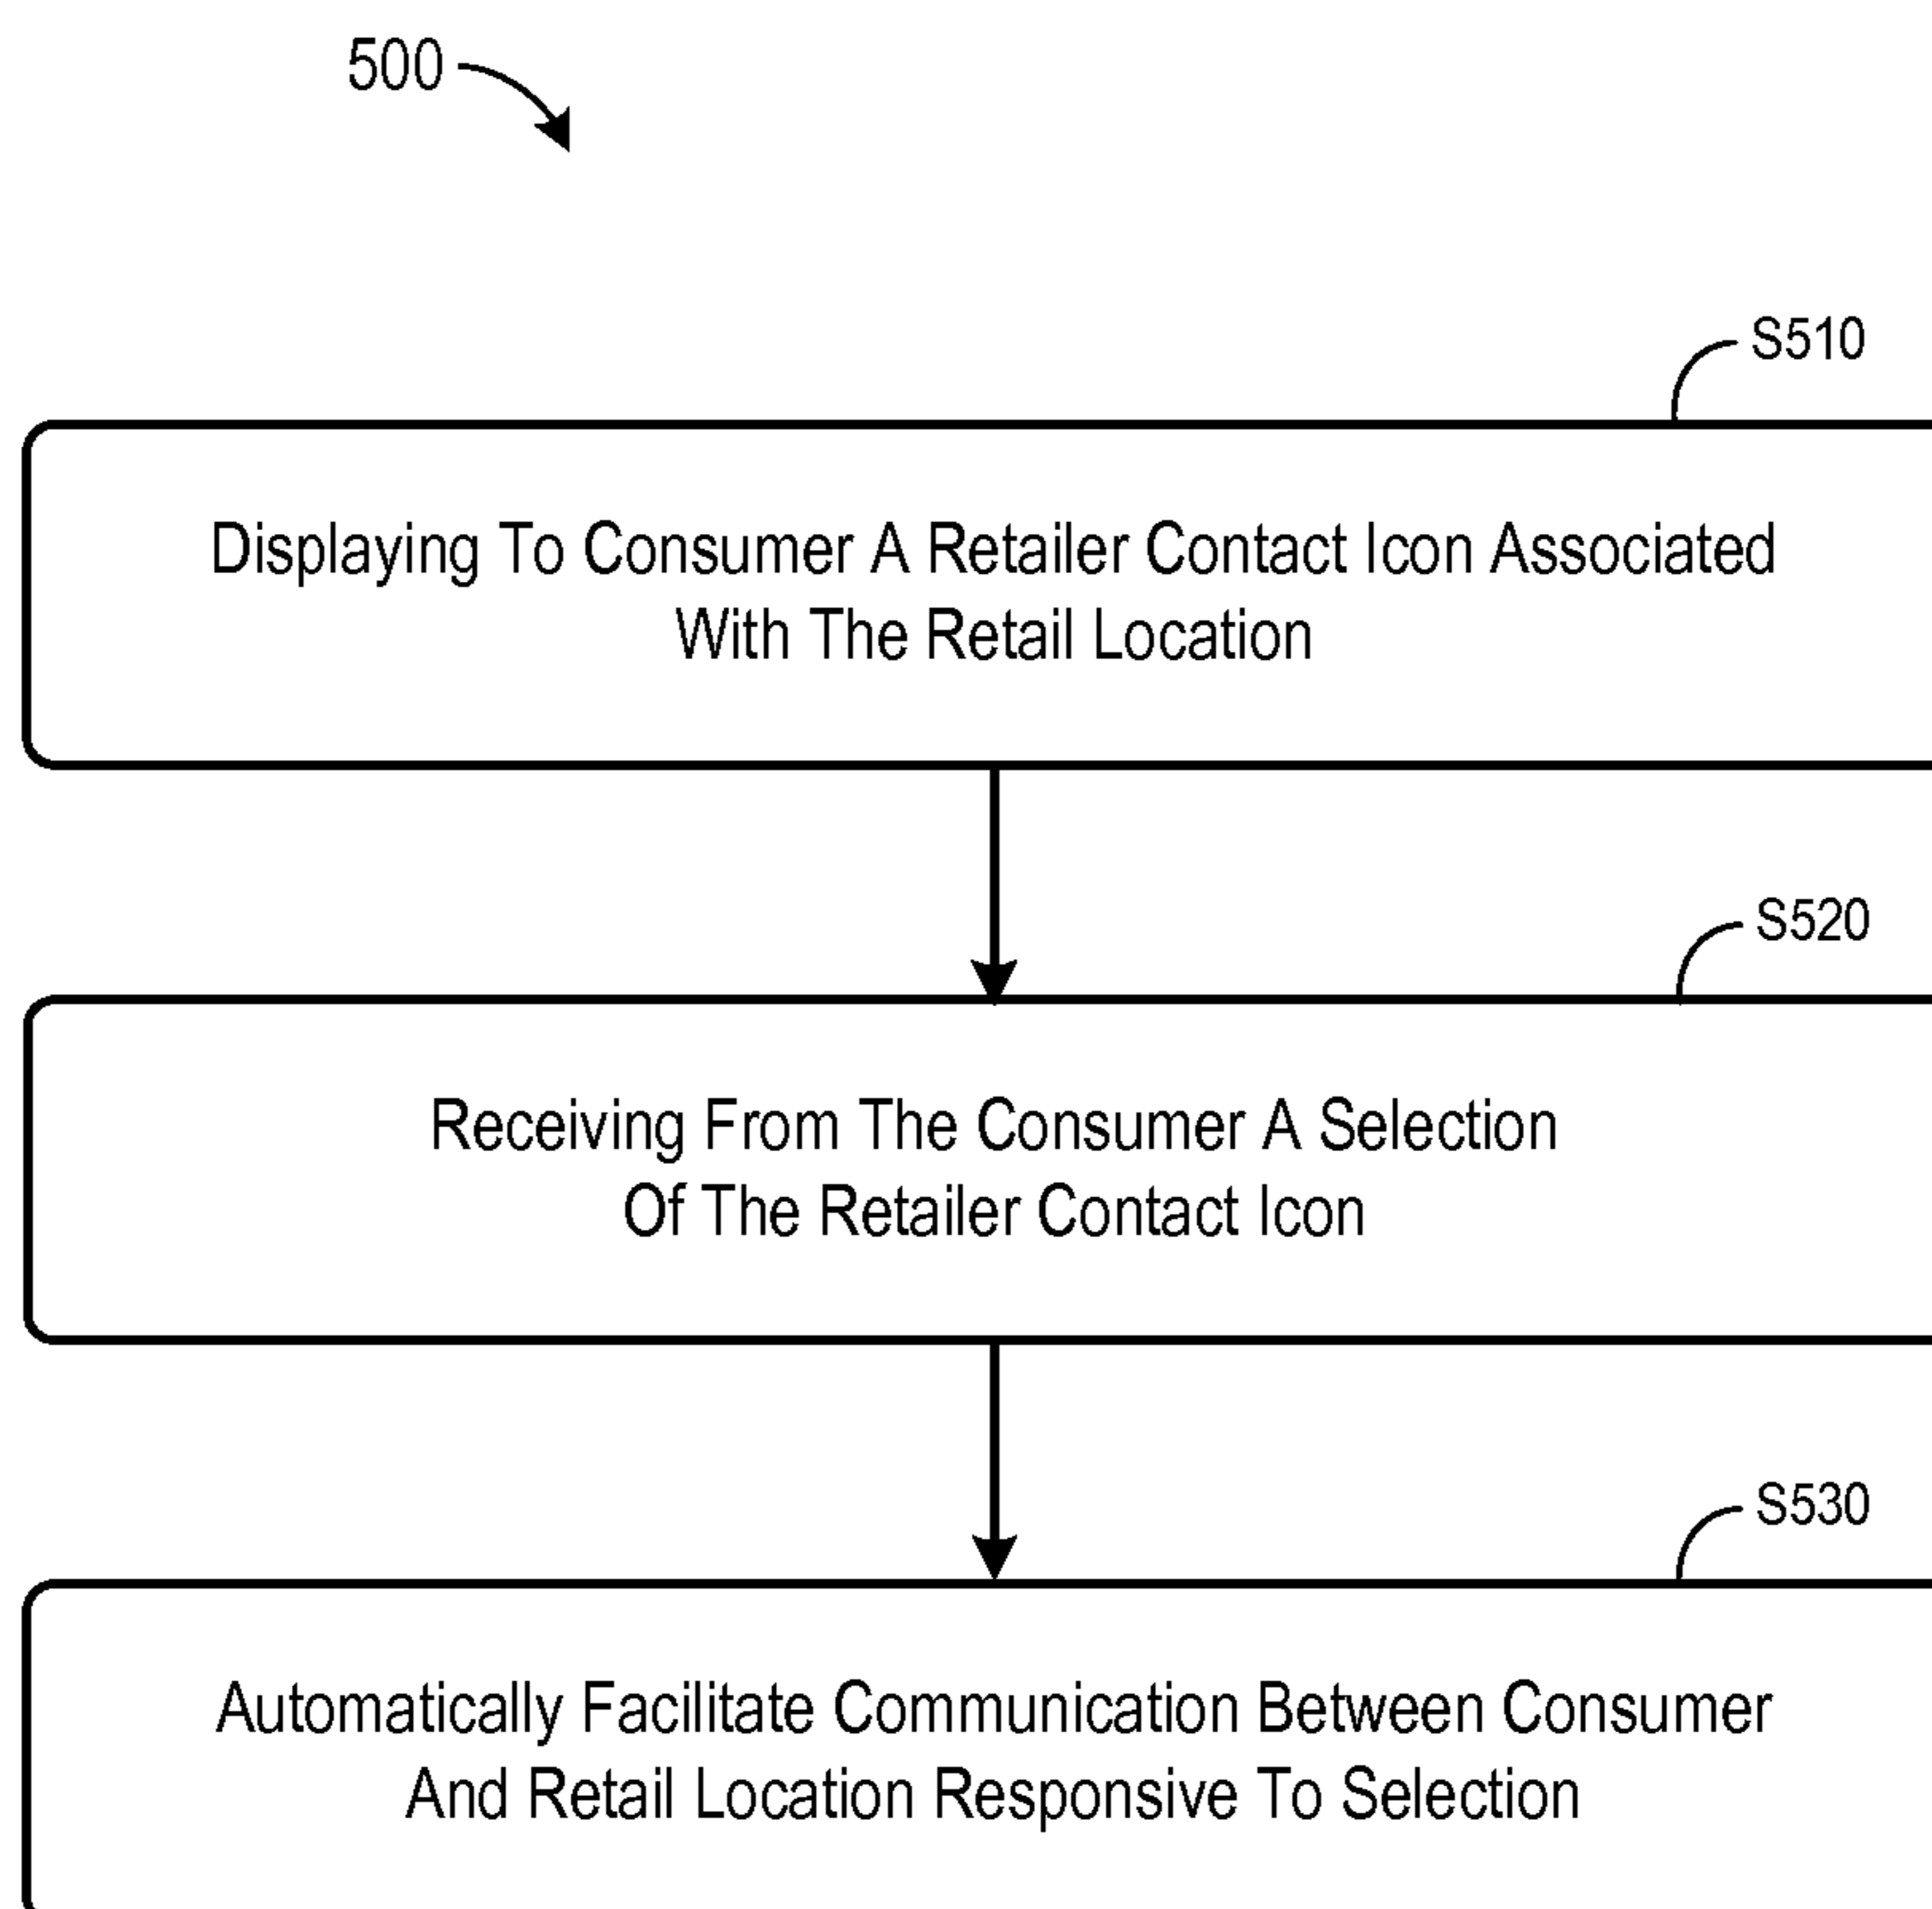 500
S510
Displaying To Consumer A Retailer Contact Icon Associated
With The Retail Location
S520
Receiving From The Consumer A Selection
Of The Retailer Contact Icon
S530
Automatically Facilitate Communication Between Consumer
And Retail Location Responsive To Selection